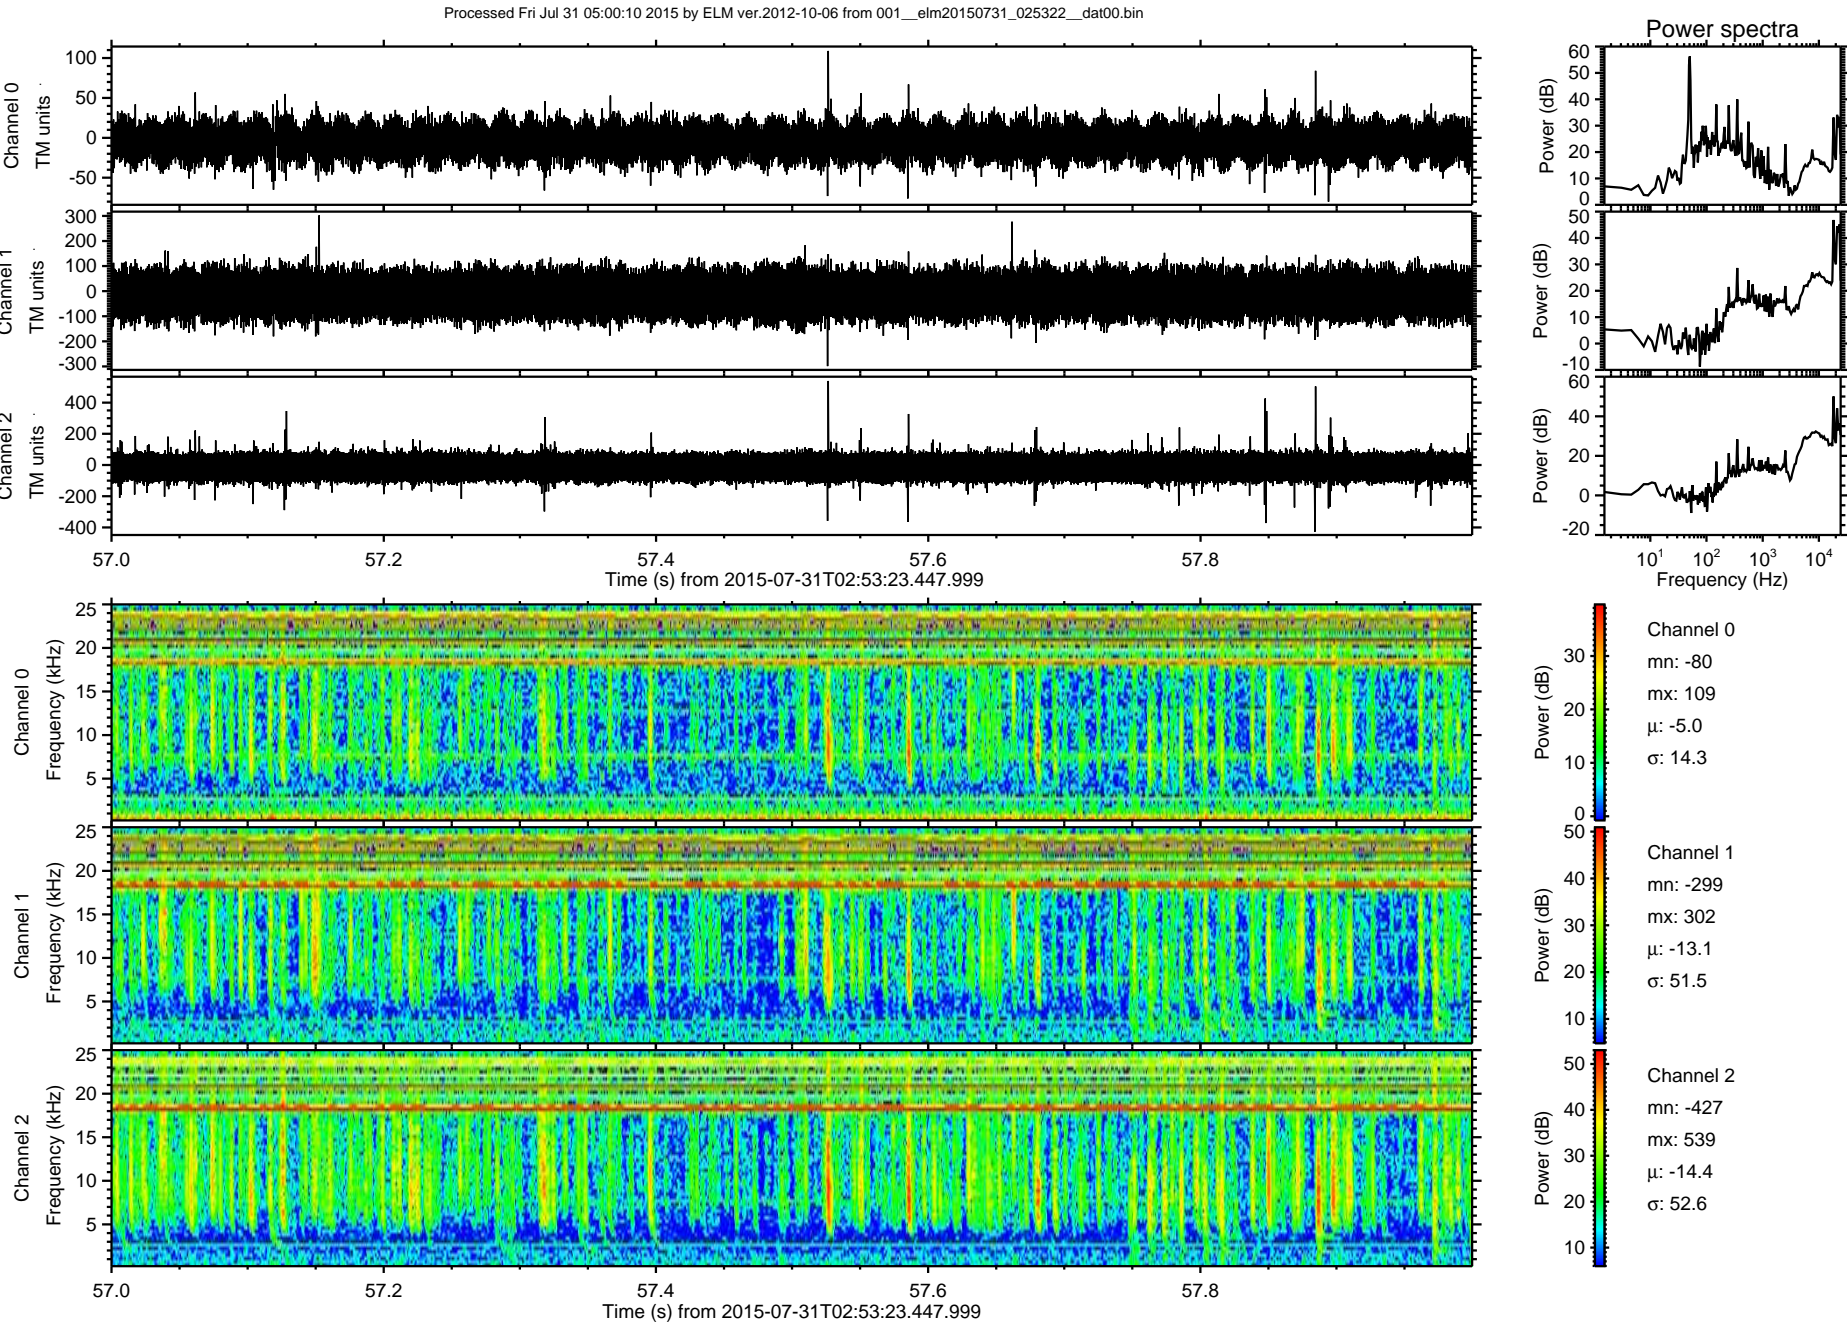 Processed Fri Jul 31 05:00:10 2015 by ELM ver.2012-10-06 from 001__elm20150731_025322__dat00.bin
Power spectra
Channel 0
TM units
100
50
0
-50
Power (dB)
60
50
40
30
20
10
0
Channel 1
TM units
300
200
100
0
-100
-200
-300
Power (dB)
50
40
30
20
10
0
-10
Channel 2
TM units
400
200
0
-200
-400
Power (dB)
60
40
20
0
-20
57.0 57.2 57.4 57.6 57.8
Time (s) from 2015-07-31T02:53:23.447.999
10^1 10^2 10^3 10^4
Frequency (Hz)
Channel 0
Frequency (kHz)
25
20
15
10
5
Power (dB)
30
20
10
0
Channel 0
mn: -80
mx: 109
μ: -5.0
σ: 14.3
Channel 1
Frequency (kHz)
25
20
15
10
5
Power (dB)
50
40
30
20
10
Channel 1
mn: -299
mx: 302
μ: -13.1
σ: 51.5
Channel 2
Frequency (kHz)
25
20
15
10
5
Power (dB)
50
40
30
20
10
Channel 2
mn: -427
mx: 539
μ: -14.4
σ: 52.6
57.0 57.2 57.4 57.6 57.8
Time (s) from 2015-07-31T02:53:23.447.999